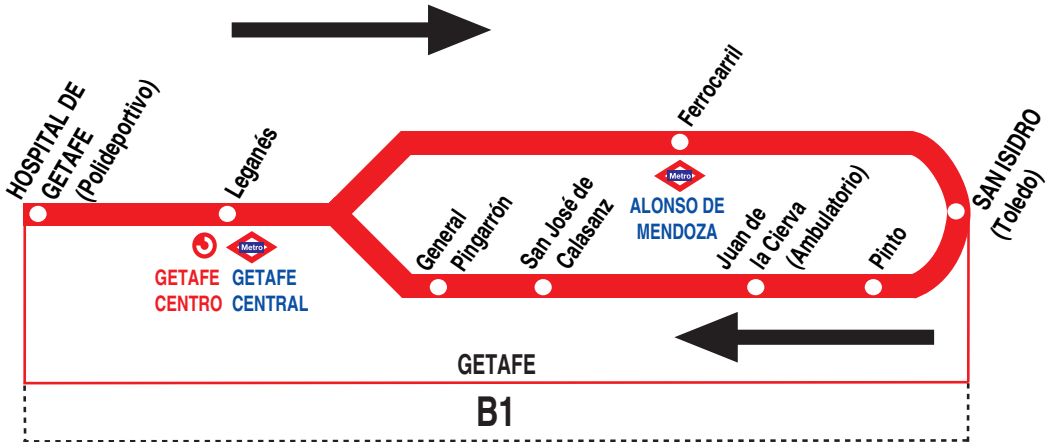 HOSPITAL DE
GETAFE
(Polideportivo)
Leganés
Metro
GETAFE
CENTRO
GETAFE
CENTRAL
Ferrocarril
Metro
ALONSO DE
MENDOZA
General
Pingarrón
San José de
Calasanz
Juan de
la Cierva
(Ambulatorio)
Pinto
SAN ISIDRO
(Toledo)
GETAFE
B1